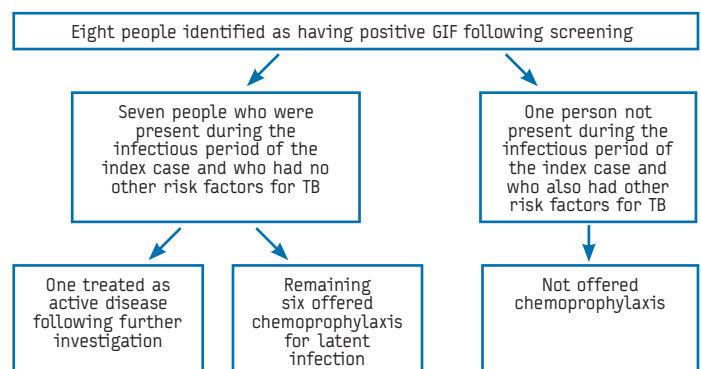 Eight people identified as having positive GIF following screening
Seven people who were
present during the
infectious period of the
index case and who had no
other risk factors for TB
One person not
present during the
infectious period of
the index case and
who also had other
risk factors for TB
One treated as
active disease
following further
investigation
Remaining
six offered
chemoprophylaxis
for latent
infection
Not offered
chemoprophylaxis